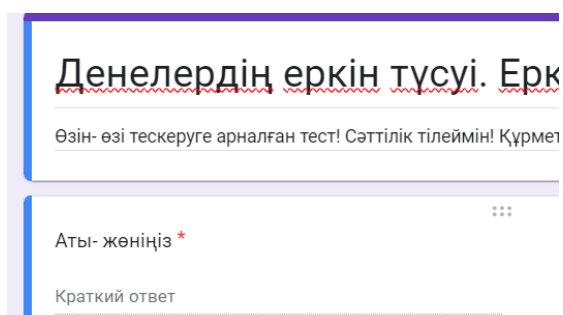 Денелердің еркін түсуі. Ерк
Өзін- өзі тескеруге арналған тест! Сәттілік тілеймін! Құрмет
Аты- жөніңіз *
Краткий ответ